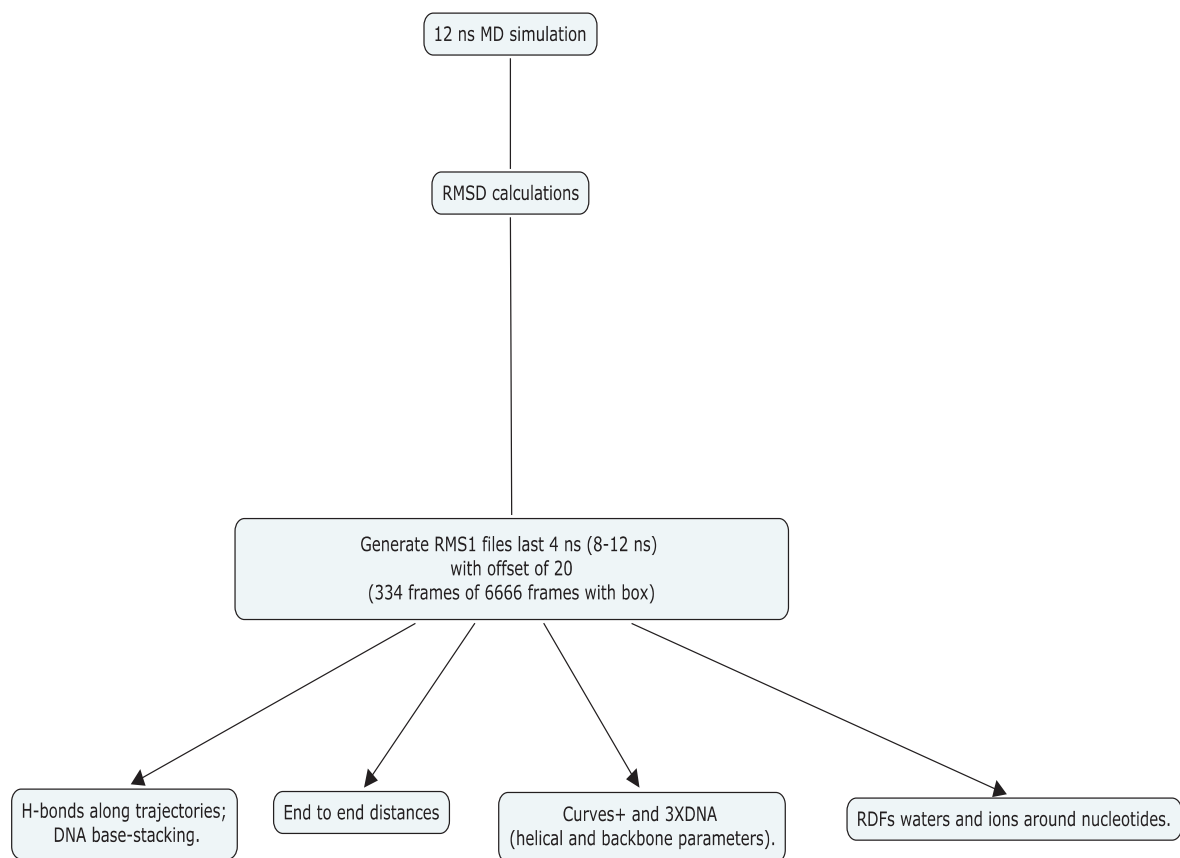 12 ns MD simulation
RMSD calculations
Generate RMS1 files last 4 ns (8-12 ns)
with offset of 20
(334 frames of 6666 frames with box)
H-bonds along trajectories;
DNA base-stacking.
End to end distances
Curves+ and 3XDNA
(helical and backbone parameters).
RDFs waters and ions around nucleotides.